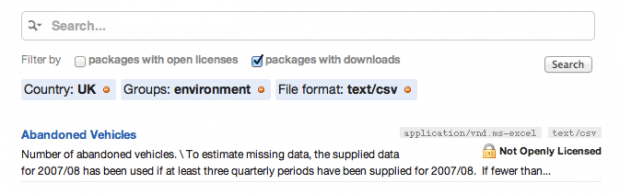 Search...
Filter by packages with open licenses packages with downloads
Search
Country: UK Groups: environment File format: text/csv
Abandoned Vehicles application/vnd.ms-excel text/csv
Number of abandoned vehicles. \ To estimate missing data, the supplied data Not Openly Licensed
for 2007/08 has been used if at least three quarterly periods have been supplied for 2007/08. If fewer than...